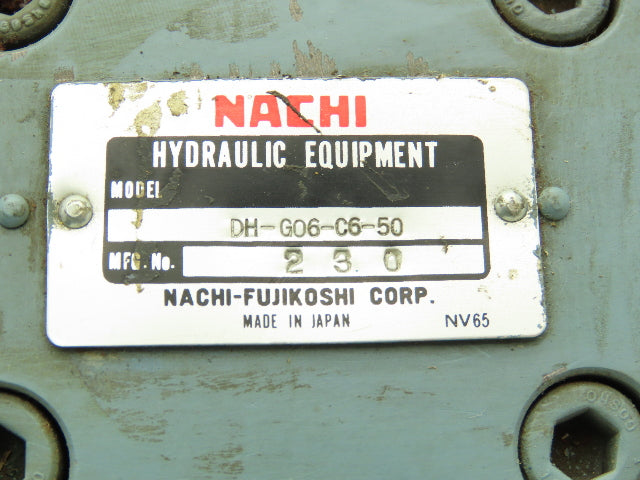 NACHI
HYDRAULIC EQUIPMENT
MODEL
DH-G06-C6-50
MFG. No. 2 3 0
NACHI-FUJIKOSHI CORP.
MADE IN JAPAN NV65